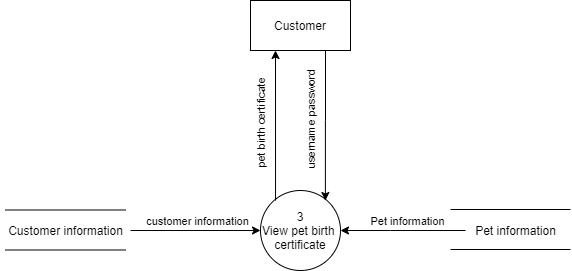 Customer
pet birth certificate
username password
customer information
Pet information
3
View pet birth
certificate
Customer information
Pet information